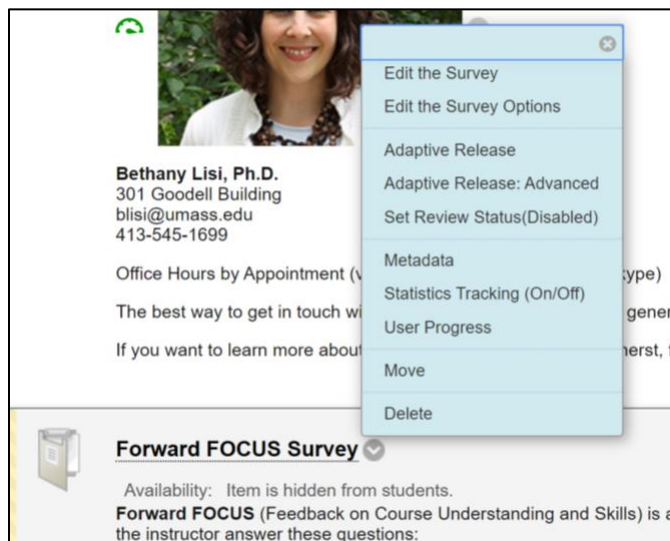 Edit the Survey
Edit the Survey Options
Adaptive Release
Adaptive Release: Advanced
Set Review Status(Disabled)
Metadata
Statistics Tracking (On/Off)
User Progress
Move
Delete
Bethany Lisi, Ph.D.
301 Goodell Building
blisi@umass.edu
413-545-1699
Office Hours by Appointment (v kype)
The best way to get in touch wi gener
If you want to learn more about herst, f
Forward FOCUS Survey
Availability: Item is hidden from students.
Forward FOCUS (Feedback on Course Understanding and Skills) is a
the instructor answer these questions: